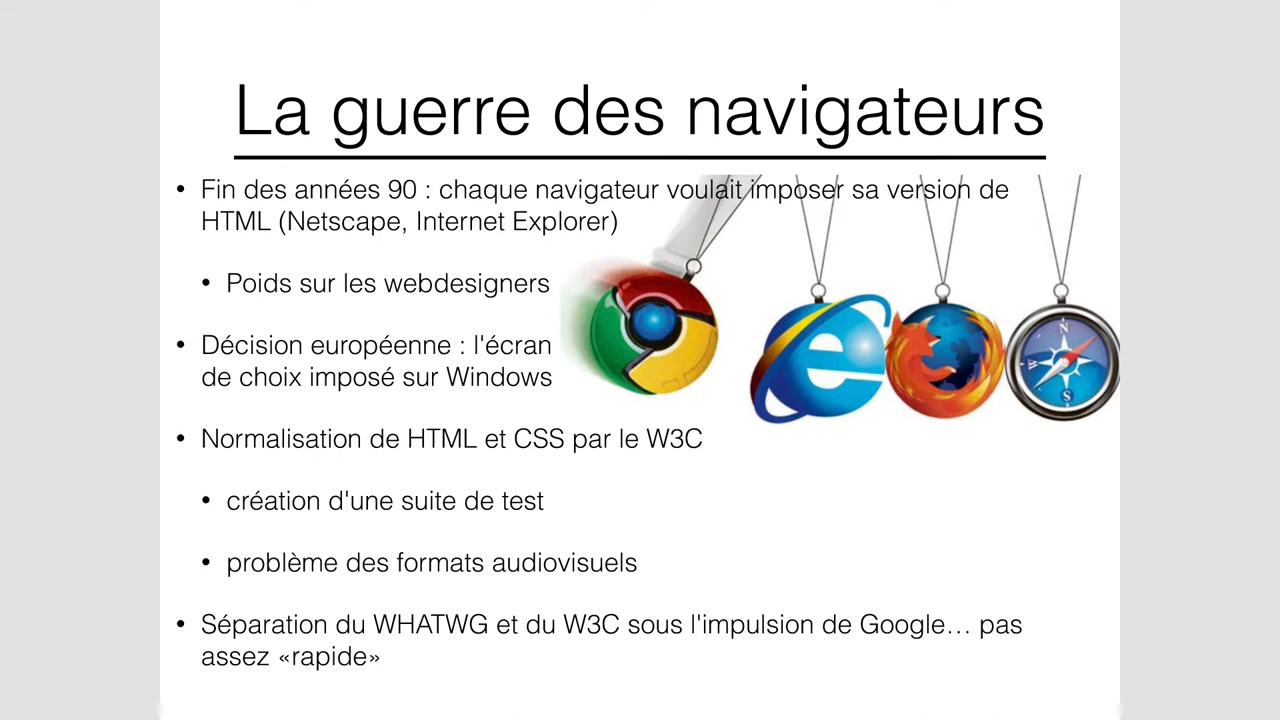 La guerre des navigateurs
• Fin des années 90 : chaque navigateur voulait imposer sa version de
HTML (Netscape, Internet Explorer)
• Poids sur les webdesigners
• Décision européenne : l'écran
de choix imposé sur Windows
• Normalisation de HTML et CSS par le W3C
• création d'une suite de test
• problème des formats audiovisuels
• Séparation du WHATWG et du W3C sous l'impulsion de Google… pas
assez «rapide»
N
W
S